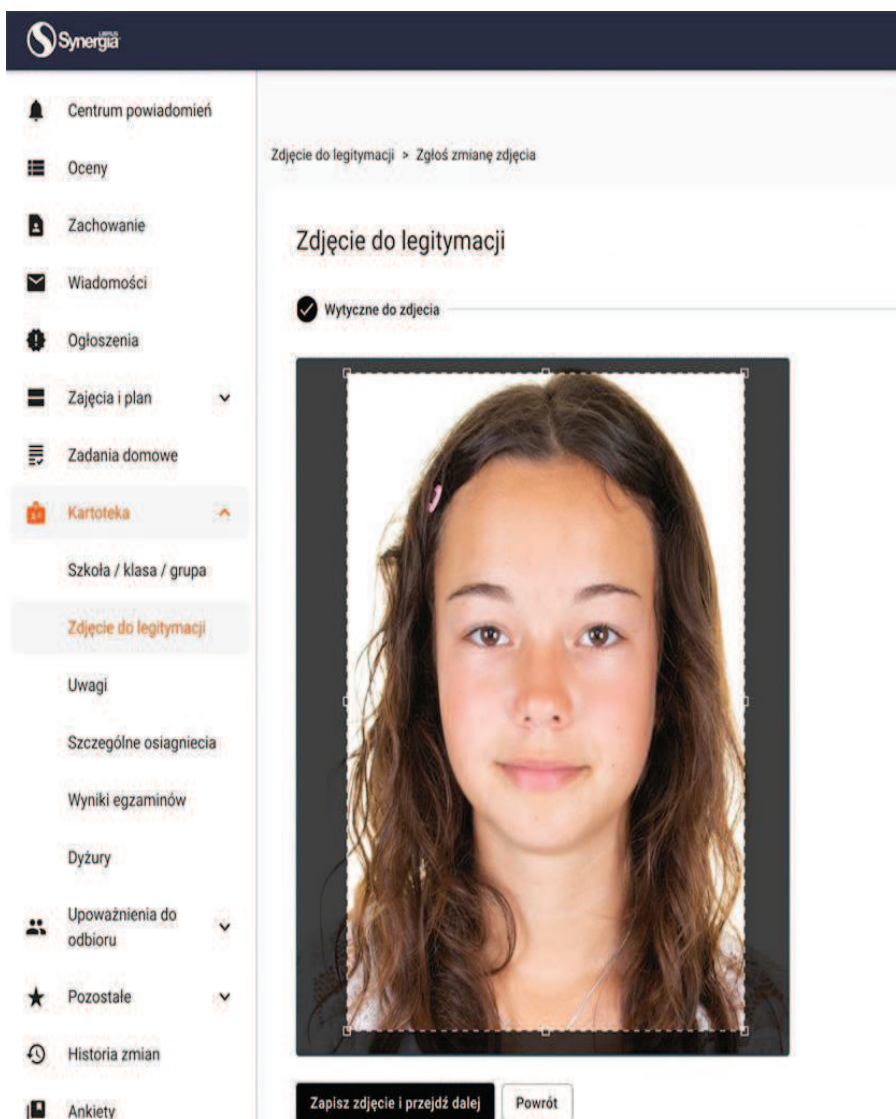 LIBRUS
Synergia
Centrum powiadomień
Oceny
Zachowanie
Wiadomości
Ogłoszenia
Zajęcia i plan
Zadania domowe
Kartoteka
Szkoła / klasa / grupa
Zdjęcie do legitymacji
Uwagi
Szczególne osiagniecia
Wyniki egzaminów
Dyżury
Upoważnienia do
odbioru
Pozostałe
Historia zmian
Ankiety
Zdjęcie do legitymacji > Zgłoś zmianę zdjęcia
Zdjęcie do legitymacji
Wytyczne do zdjecia
Zapisz zdjęcie i przejdź dalej
Powrót